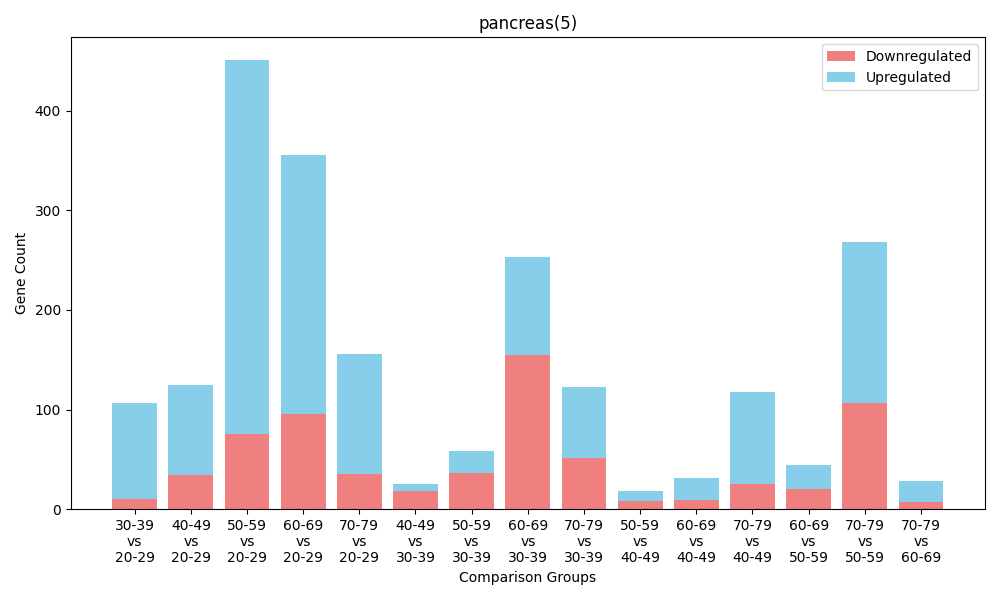 pancreas(5)
Downregulated
Upregulated
Gene Count
400
300
200
100
0
30-39 vs 20-29
40-49 vs 20-29
50-59 vs 20-29
60-69 vs 20-29
70-79 vs 20-29
40-49 vs 30-39
50-59 vs 30-39
60-69 vs 30-39
70-79 vs 30-39
50-59 vs 40-49
60-69 vs 40-49
70-79 vs 40-49
60-69 vs 50-59
70-79 vs 50-59
70-79 vs 60-69
Comparison Groups